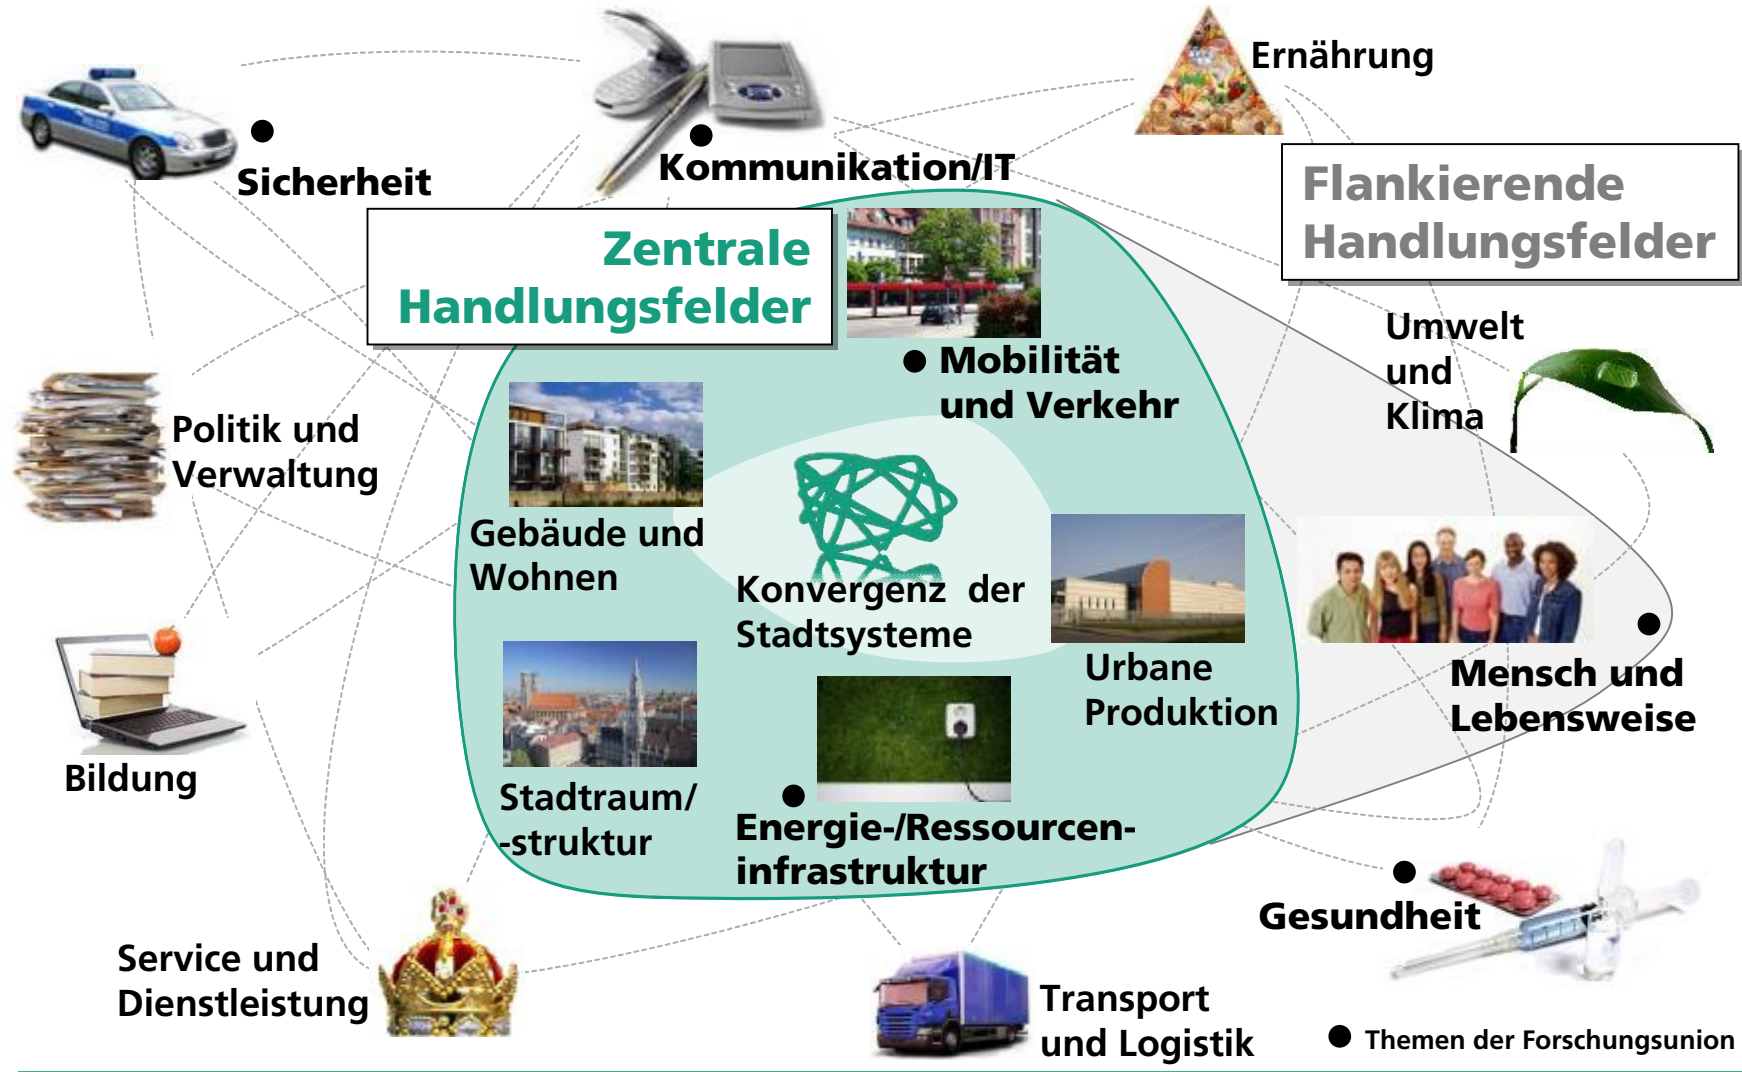 Ernährung
Sicherheit
Kommunikation/IT
Flankierende
Handlungsfelder
Zentrale
Handlungsfelder
Umwelt
und
Klima
Mobilität
und Verkehr
Politik und
Verwaltung
Gebäude und
Wohnen
Konvergenz der
Stadtsysteme
Urbane
Produktion
Mensch und
Lebensweise
Bildung
Stadtraum/
-struktur
Energie-/Ressourcen-
infrastruktur
Gesundheit
Service und
Dienstleistung
Transport
und Logistik
Themen der Forschungsunion